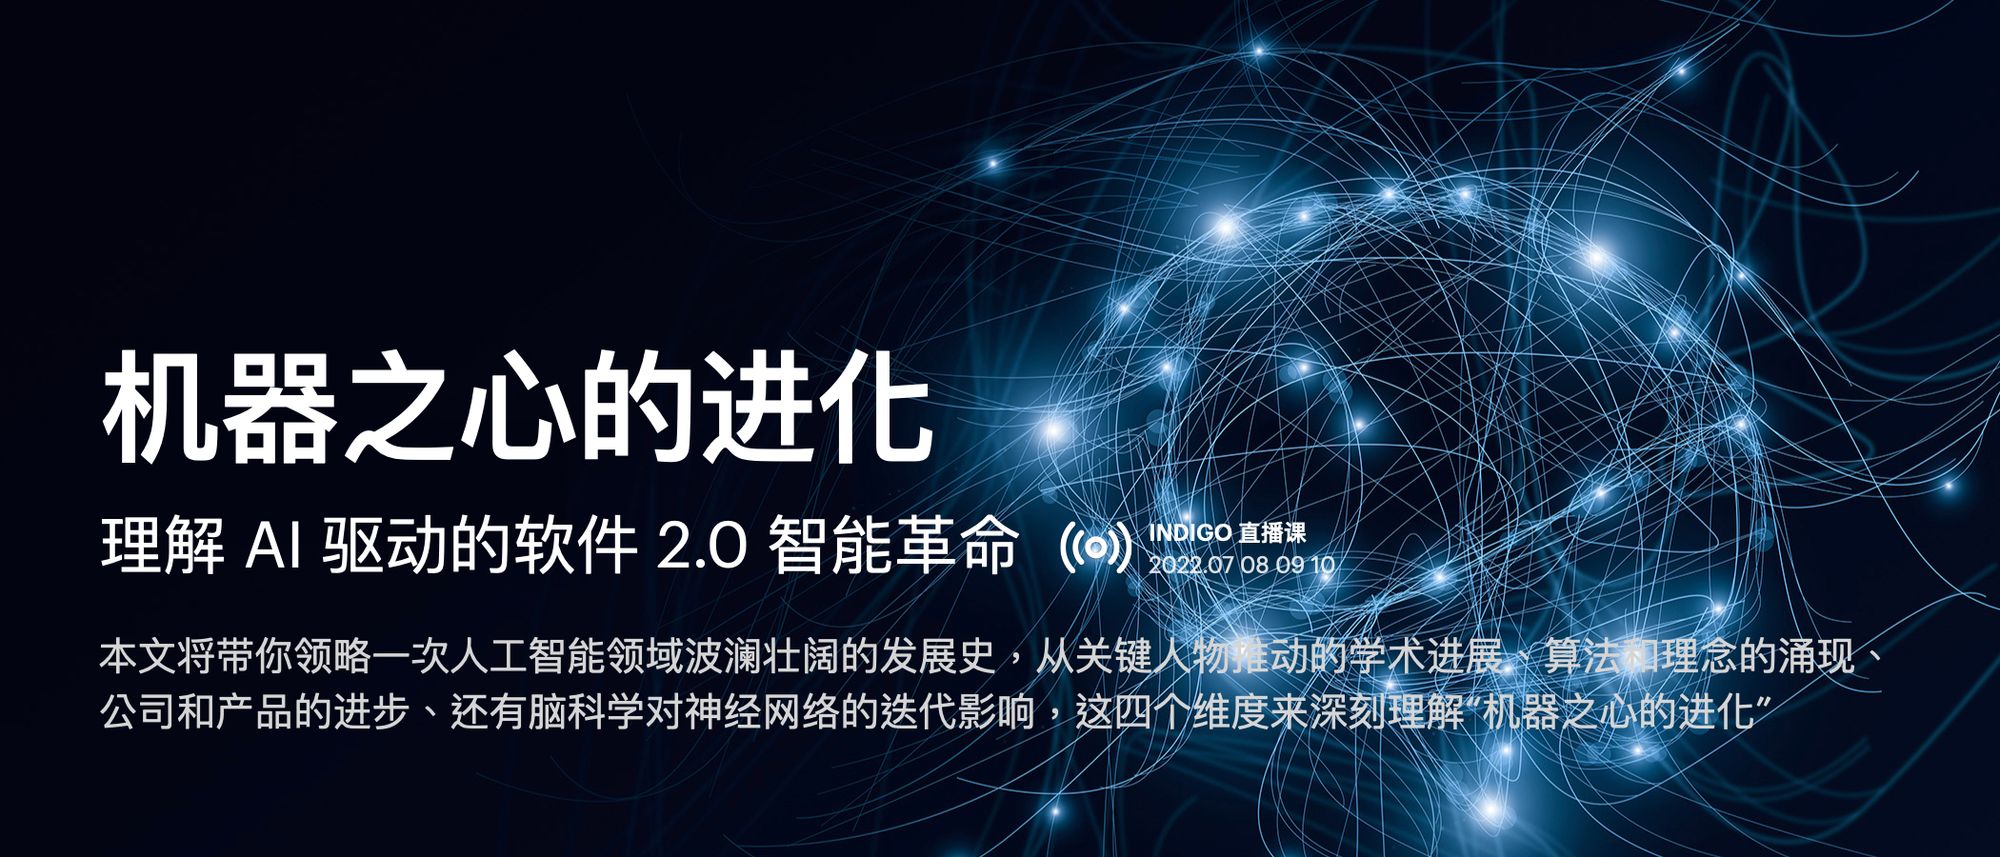 机器之心的进化
理解 AI 驱动的软件 2.0 智能革命
INDIGO 直播课
2022.07 08 09 10
本文将带你领略一次人工智能领域波澜壮阔的发展史，从关键人物推动的学术进展、算法和理念的涌现、
公司和产品的进步、还有脑科学对神经网络的迭代影响，这四个维度来深刻理解“机器之心的进化”